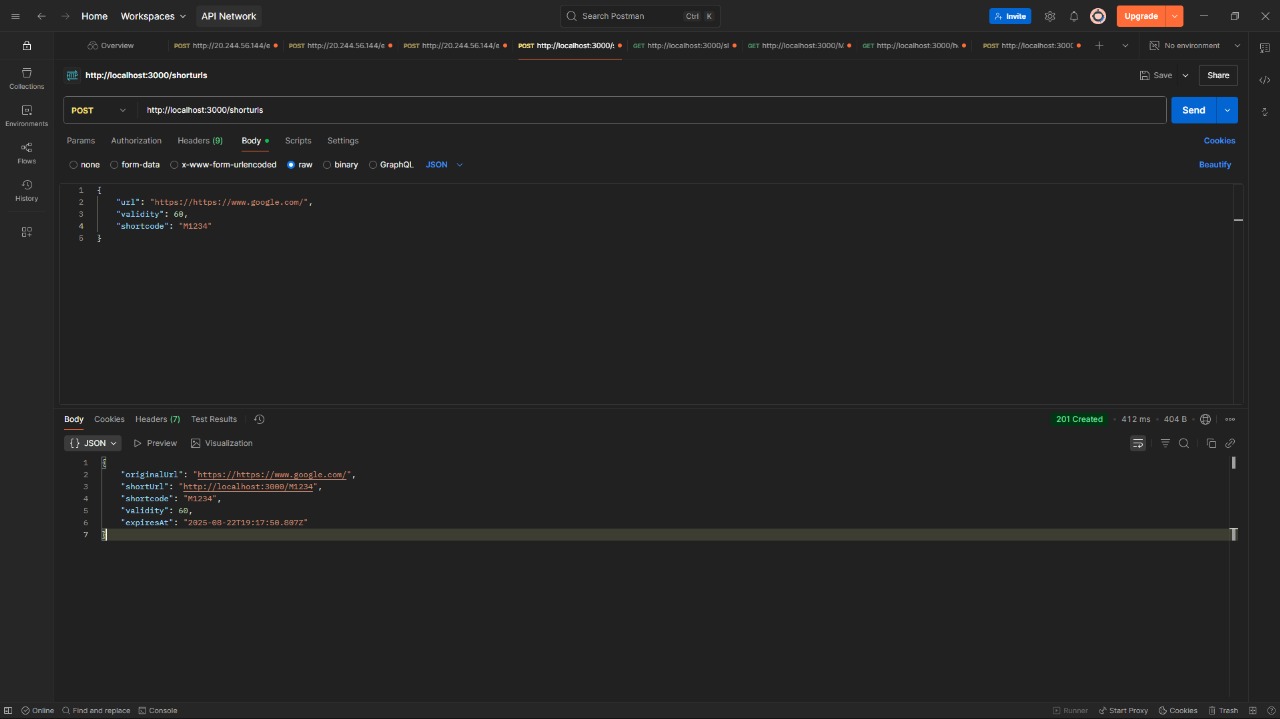 Home Workspaces API Network Search Postman Ctrl K Invite Upgrade
Overview POST http://20.244.56.144/e POST http://20.244.56.144/e POST http://20.244.56.144/e POST http://localhost:3000/s GET http://localhost:3000/sl GET http://localhost:3000/M GET http://localhost:3000/h POST http://localhost:300( No environment
http://localhost:3000/shorturls Save Share
POST http://localhost:3000/shorturls Send
Params Authorization Headers (9) Body Scripts Settings Cookies
none form-data x-www-form-urlencoded raw binary GraphQL JSON Beautify
Collections
Environments
Flows
History
1 {
2 "url": "https://https://www.google.com/",
3 "validity": 60,
4 "shortcode": "M1234"
5 }
Body Cookies Headers (7) Test Results 201 Created 412 ms 404 B
{} JSON Preview Visualization
1 {
2 "originalUrl": "https://https://www.google.com/",
3 "shortUrl": "http://localhost:3000/M1234",
4 "shortcode": "M1234",
5 "validity": 60,
6 "expiresAt": "2025-08-22T19:17:50.807Z"
7 }
Online Find and replace Console Runner Start Proxy Cookies Trash